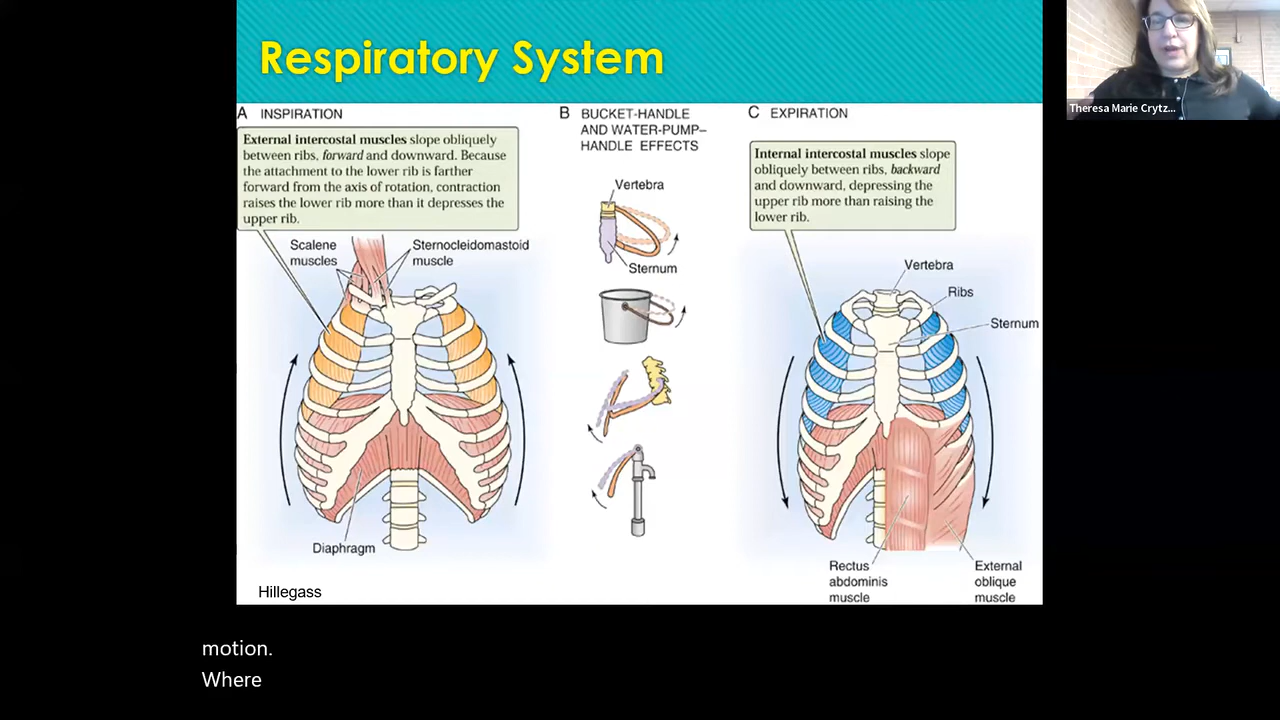 Respiratory System
A INSPIRATION
External intercostal muscles slope obliquely
between ribs, forward and downward. Because
the attachment to the lower rib is farther
forward from the axis of rotation, contraction
raises the lower rib more than it depresses the
upper rib.
Scalene
muscles
Sternocleidomastoid
muscle
Diaphragm
Hillegass
B BUCKET-HANDLE
AND WATER-PUMP–
HANDLE EFFECTS
Vertebra
Sternum
C EXPIRATION
Internal intercostal muscles slope
obliquely between ribs, backward
and downward, depressing the
upper rib more than raising the
lower rib.
Vertebra
Ribs
Sternum
Rectus
abdominis
muscle
External
oblique
muscle
Theresa Marie Crytz...
motion.
Where